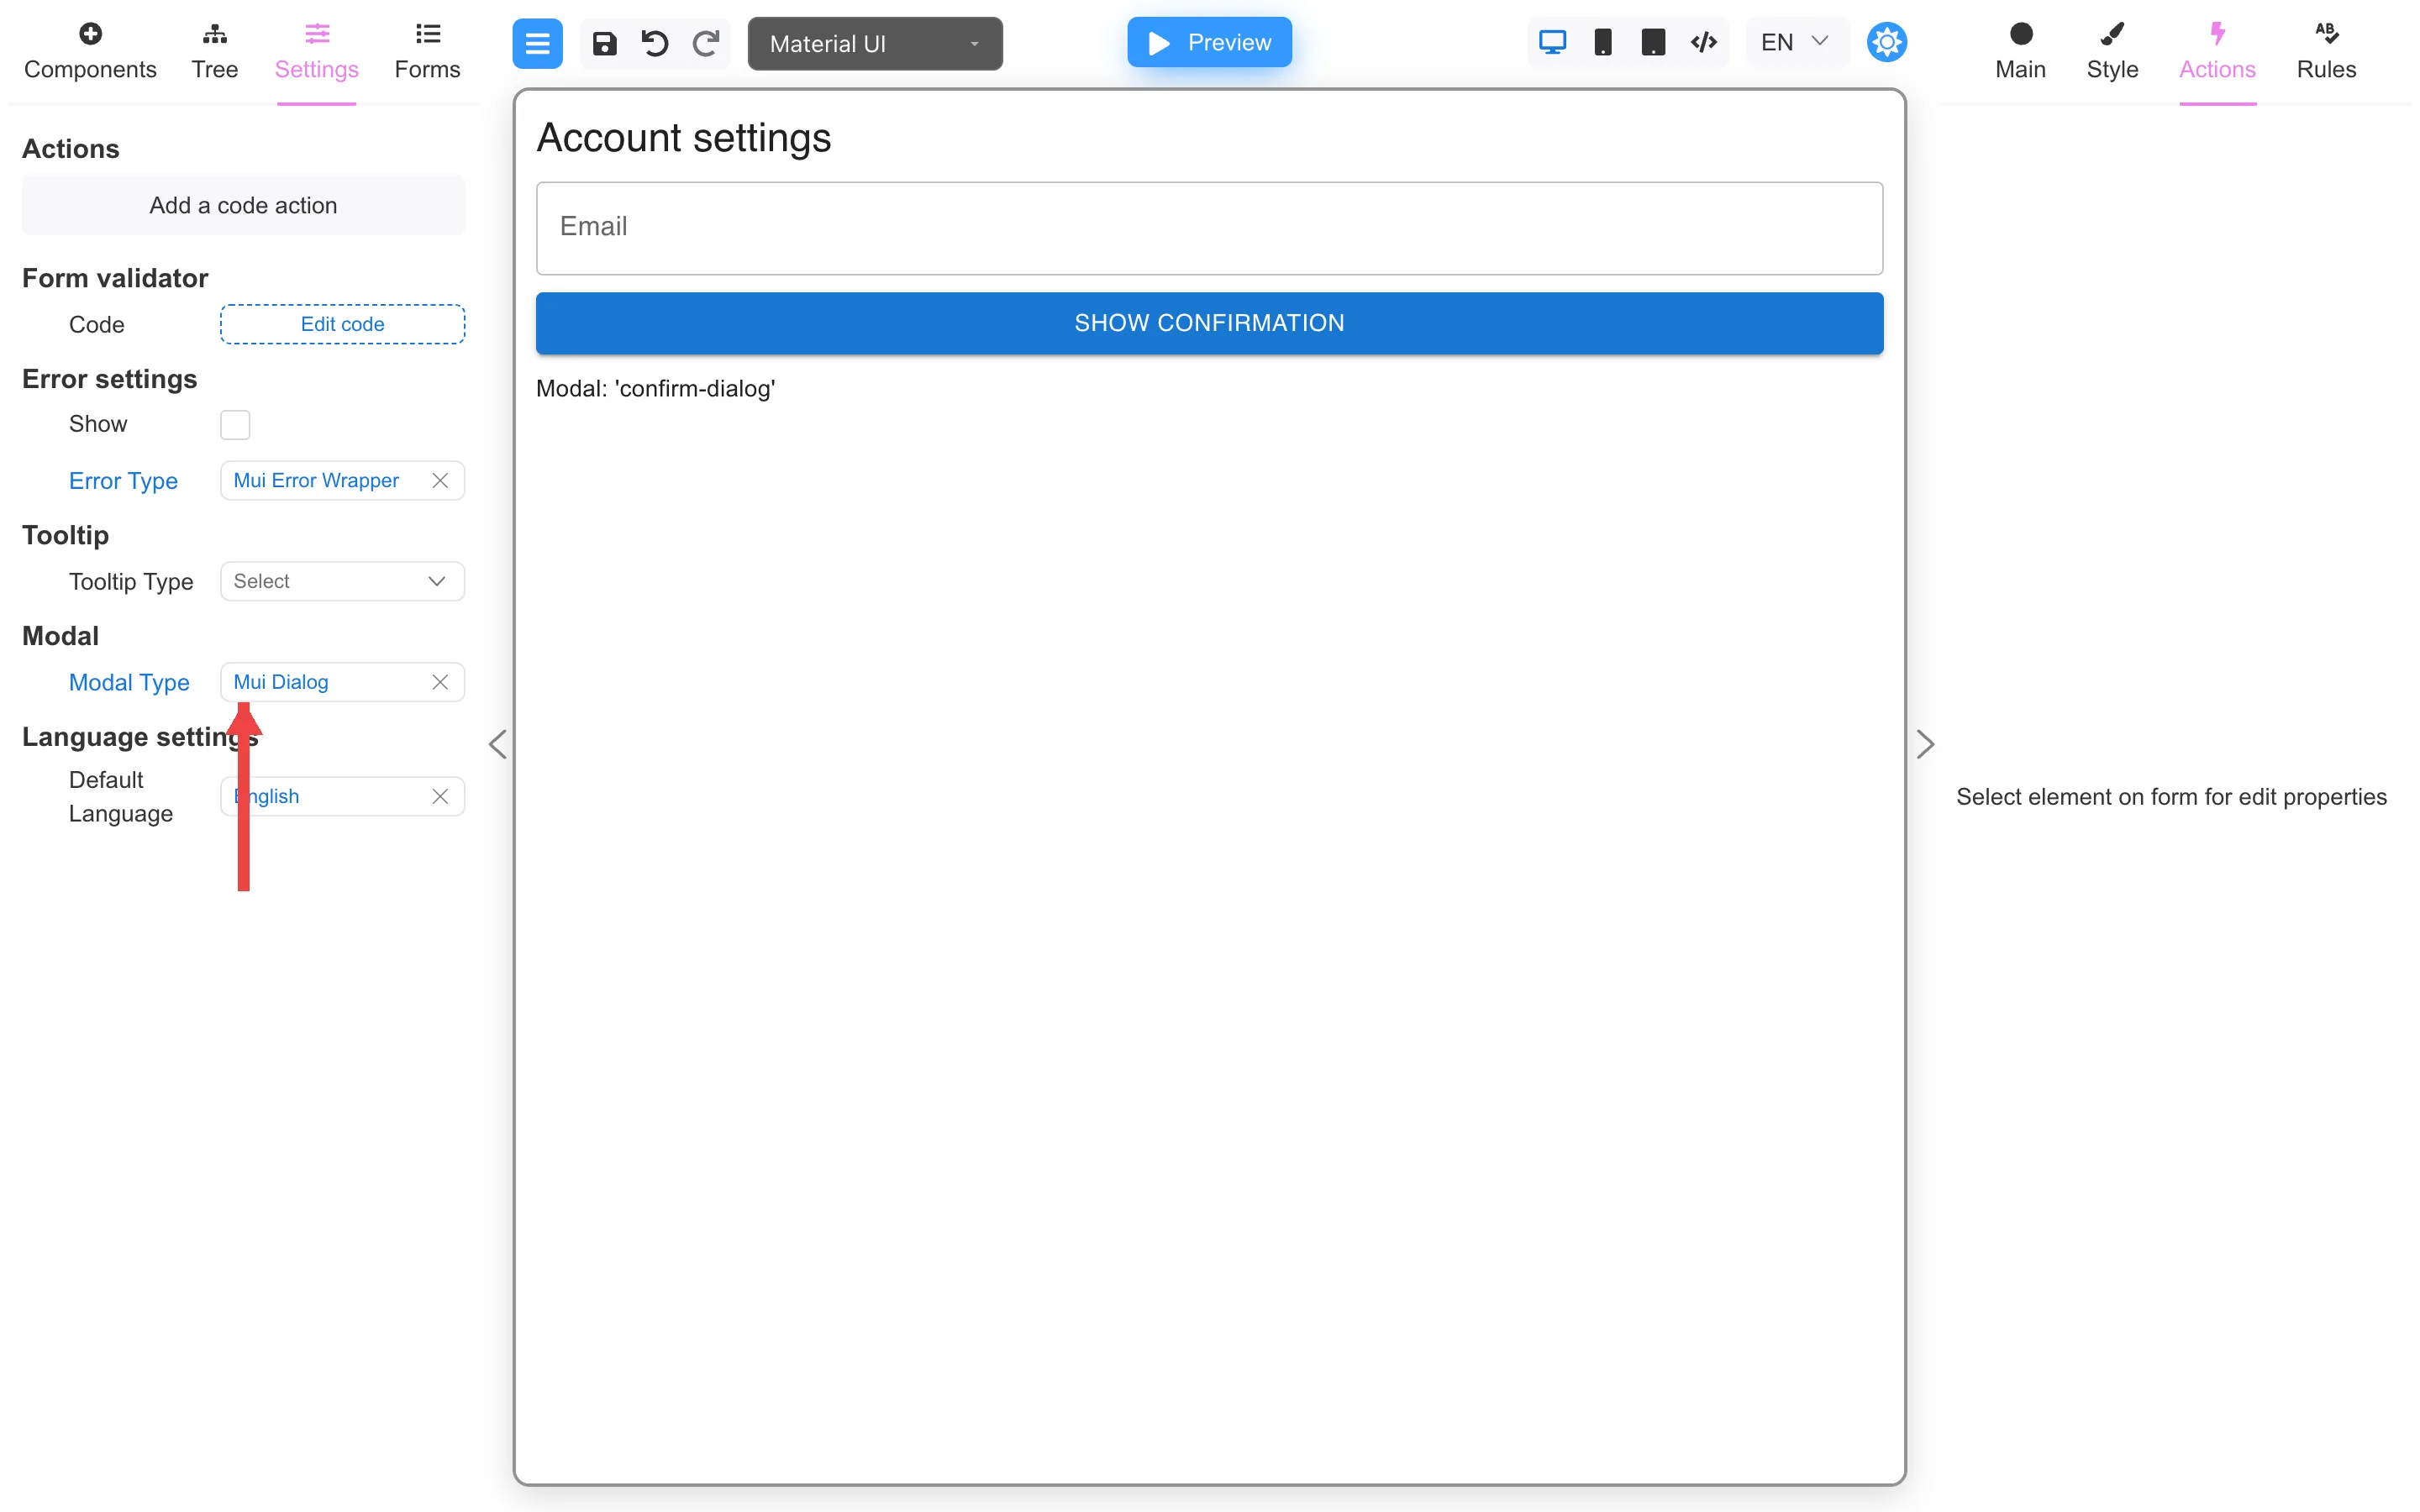 Components Tree Settings Forms
Material UI
Preview
EN
Main Style Actions Rules
Actions
Add a code action
Form validator
Code Edit code
Error settings
Show
Error Type Mui Error Wrapper
Tooltip
Tooltip Type Select
Modal
Modal Type Mui Dialog
Language settings
Default
Language
English
Account settings
Email
SHOW CONFIRMATION
Modal: 'confirm-dialog'
Select element on form for edit properties